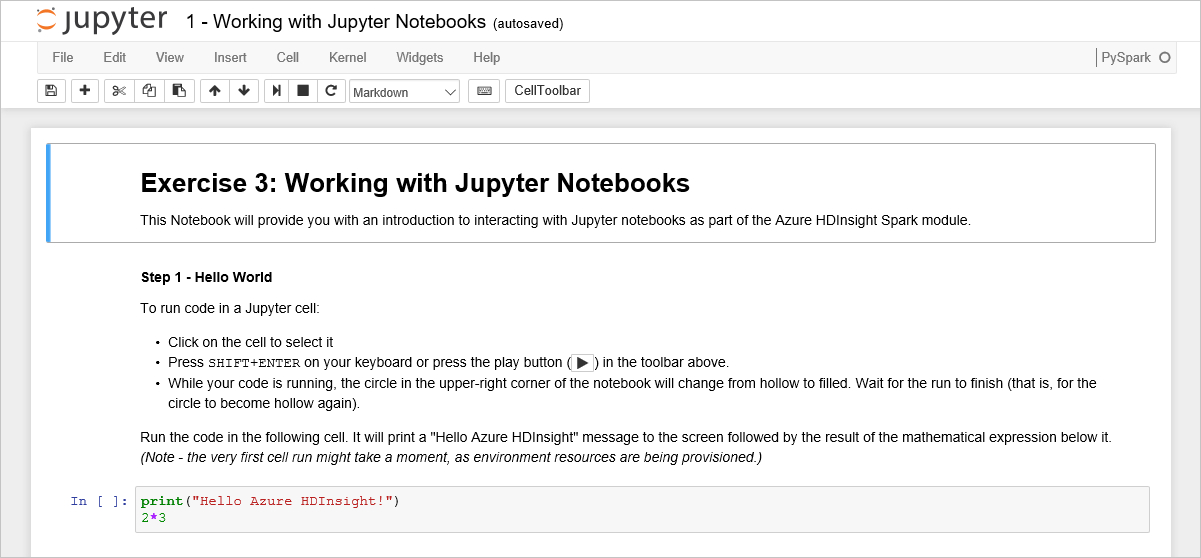 jupyter 1 - Working with Jupyter Notebooks (autosaved)
File Edit View Insert Cell Kernel Widgets Help PySpark
Markdown CellToolbar
Exercise 3: Working with Jupyter Notebooks
This Notebook will provide you with an introduction to interacting with Jupyter notebooks as part of the Azure HDInsight Spark module.
Step 1 - Hello World
To run code in a Jupyter cell:
• Click on the cell to select it
• Press SHIFT+ENTER on your keyboard or press the play button (▶) in the toolbar above.
• While your code is running, the circle in the upper-right corner of the notebook will change from hollow to filled. Wait for the run to finish (that is, for the
circle to become hollow again).
Run the code in the following cell. It will print a "Hello Azure HDInsight" message to the screen followed by the result of the mathematical expression below it.
(Note - the very first cell run might take a moment, as environment resources are being provisioned.)
In [ ]: print("Hello Azure HDInsight!")
2*3